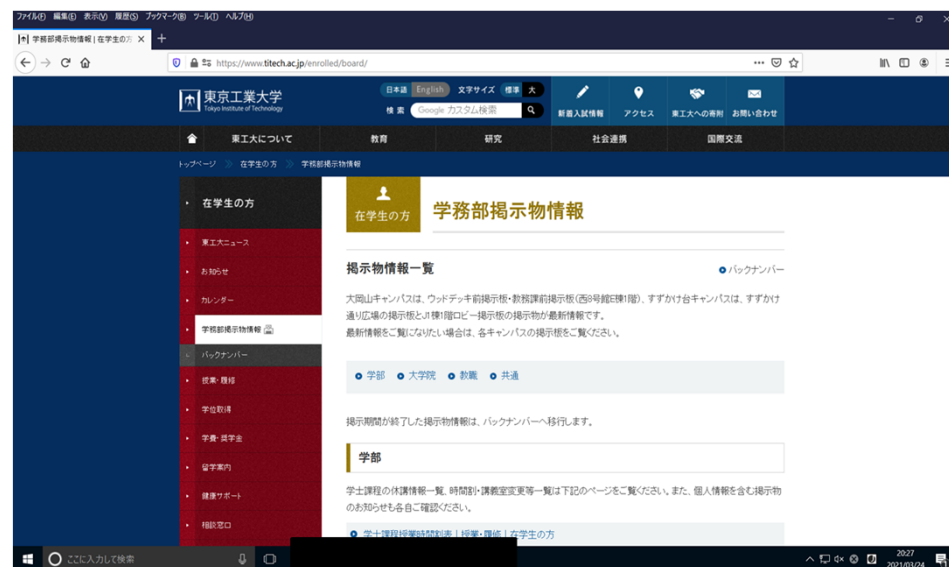 ファイル(F) 編集(E) 表示(V) 履歴(S) ブックマーク(B) ツール(T) ヘルプ(H)
学務部掲示物情報 | 在学生の方
https://www.titech.ac.jp/enrolled/board/
東京工業大学
Tokyo Institute of Technology
日本語 English 文字サイズ 標準 大
検索 Google カスタム検索
新着入試情報 アクセス 東工大への寄附 お問い合わせ
東工大について 教育 研究 社会連携 国際交流
トップページ 在学生の方 学務部掲示物情報
在学生の方
東工大ニュース
お知らせ
カレンダー
学務部掲示物情報
バックナンバー
授業・履修
学位取得
学費・奨学金
留学案内
健康サポート
相談窓口
在学生の方
学務部掲示物情報
掲示物情報一覧
バックナンバー
大岡山キャンパスは、ウッドデッキ前掲示板・教務課前掲示板(西8号館E棟1階)、すずかけ台キャンパスは、すずかけ
通り広場の掲示板とJ1棟1階ロビー掲示板の掲示物が最新情報です。
最新情報をご覧になりたい場合は、各キャンパスの掲示板をご覧ください。
学部 大学院 教職 共通
掲示期間が終了した掲示物情報は、バックナンバーへ移行します。
学部
学士課程の休講情報一覧、時間割・講義室変更等一覧は下記のページをご覧ください。また、個人情報を含む掲示物
のお知らせも各自ご確認ください。
学士課程授業時間割表 | 授業・履修 | 在学生の方
ここに入力して検索
20:27
2021/03/24